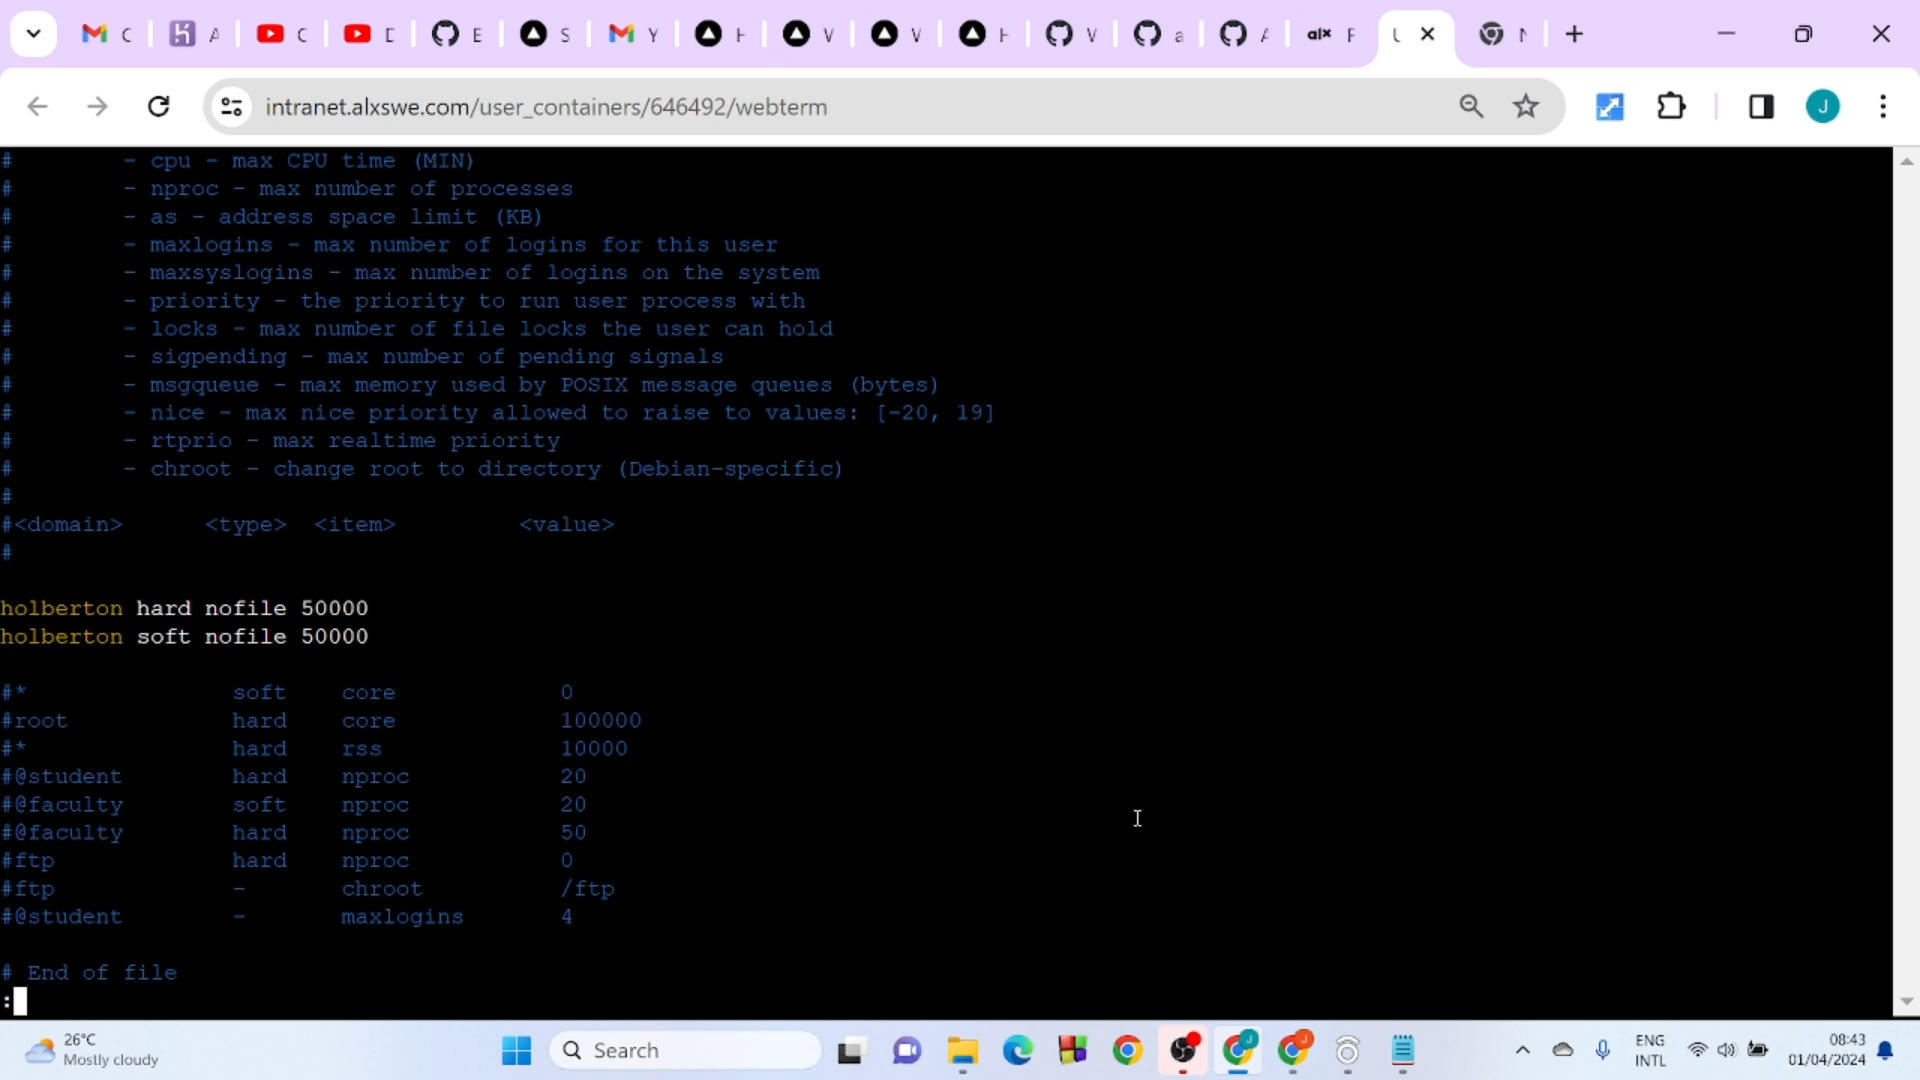 C A C D E S Y H V V H V a A alx F U N
intranet.alxswe.com/user_containers/646492/webterm
J
# - cpu - max CPU time (MIN)
# - nproc - max number of processes
# - as - address space limit (KB)
# - maxlogins - max number of logins for this user
# - maxsyslogins - max number of logins on the system
# - priority - the priority to run user process with
# - locks - max number of file locks the user can hold
# - sigpending - max number of pending signals
# - msgqueue - max memory used by POSIX message queues (bytes)
# - nice - max nice priority allowed to raise to values: [-20, 19]
# - rtprio - max realtime priority
# - chroot - change root to directory (Debian-specific)
#
#<domain> <type> <item> <value>
#
holberton hard nofile 50000
holberton soft nofile 50000
#* soft core 0
#root hard core 100000
#* hard rss 10000
#@student hard nproc 20
#@faculty soft nproc 20
#@faculty hard nproc 50
#ftp hard nproc 0
#ftp - chroot /ftp
#@student - maxlogins 4
# End of file
:
26°C
Mostly cloudy
Search
ENG
INTL
08:43
01/04/2024